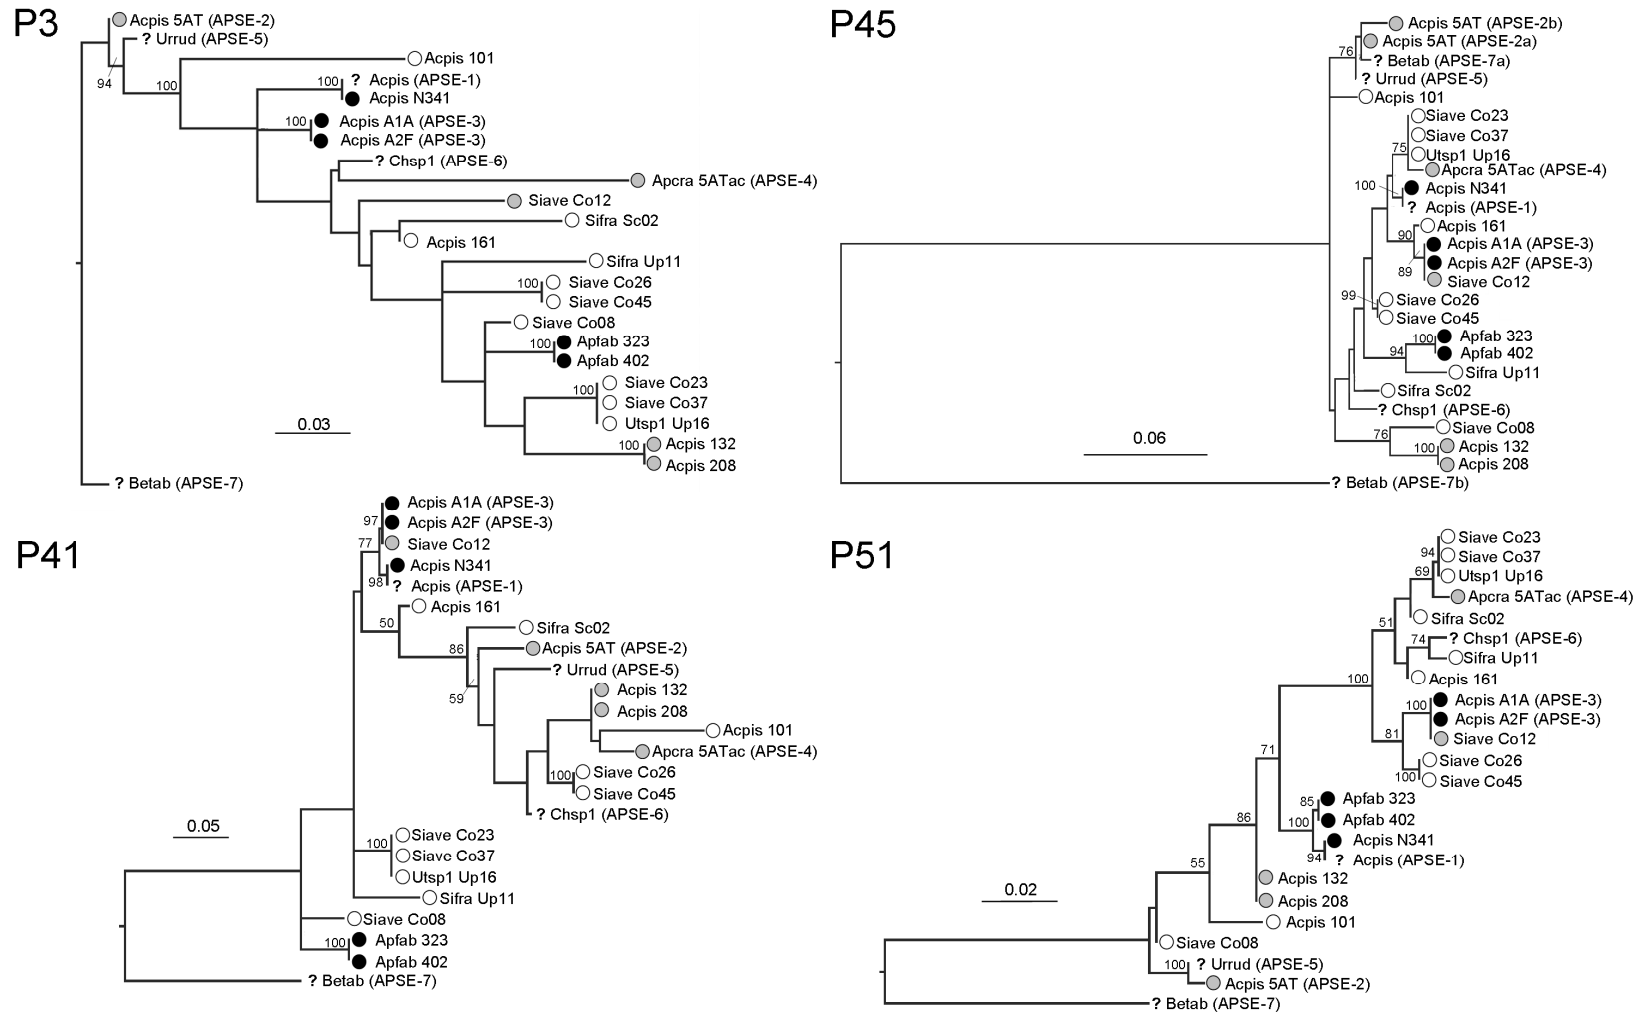 P3
Acpis 5AT (APSE-2)
? Urrud (APSE-5)
94
Acpis 101
100
100
? Acpis (APSE-1)
Acpis N341
100
Acpis A1A (APSE-3)
Acpis A2F (APSE-3)
? Chsp1 (APSE-6)
Apcra 5ATac (APSE-4)
Siave Co12
Sifra Sc02
Acpis 161
Sifra Up11
100
Siave Co26
Siave Co45
Siave Co08
100
Apfab 323
Apfab 402
100
Siave Co23
Siave Co37
Utsp1 Up16
100
Acpis 132
Acpis 208
0.03
? Betab (APSE-7)
P45
Acpis 5AT (APSE-2b)
Acpis 5AT (APSE-2a)
76
? Betab (APSE-7a)
? Urrud (APSE-5)
Acpis 101
Siave Co23
Siave Co37
75
Utsp1 Up16
Apcra 5ATac (APSE-4)
100
Acpis N341
? Acpis (APSE-1)
Acpis 161
90
Acpis A1A (APSE-3)
89
Acpis A2F (APSE-3)
Siave Co12
99
Siave Co26
Siave Co45
100
Apfab 323
94
Apfab 402
Sifra Up11
Sifra Sc02
? Chsp1 (APSE-6)
76
Siave Co08
100
Acpis 132
Acpis 208
0.06
? Betab (APSE-7b)
P41
97
Acpis A1A (APSE-3)
Acpis A2F (APSE-3)
77
Siave Co12
Acpis N341
98
? Acpis (APSE-1)
Acpis 161
50
Sifra Sc02
86
Acpis 5AT (APSE-2)
? Urrud (APSE-5)
59
Acpis 132
Acpis 208
Acpis 101
Apcra 5ATac (APSE-4)
100
Siave Co26
Siave Co45
? Chsp1 (APSE-6)
0.05
Siave Co23
100
Siave Co37
Utsp1 Up16
Sifra Up11
Siave Co08
100
Apfab 323
Apfab 402
? Betab (APSE-7)
P51
Siave Co23
94
Siave Co37
69
Utsp1 Up16
Apcra 5ATac (APSE-4)
Sifra Sc02
51
74
? Chsp1 (APSE-6)
Sifra Up11
100
Acpis 161
100
Acpis A1A (APSE-3)
Acpis A2F (APSE-3)
81
Siave Co12
71
Siave Co26
100
Siave Co45
85
Apfab 323
86
100
Apfab 402
Acpis N341
94
? Acpis (APSE-1)
55
Acpis 132
Acpis 208
0.02
Acpis 101
Siave Co08
100
? Urrud (APSE-5)
Acpis 5AT (APSE-2)
? Betab (APSE-7)